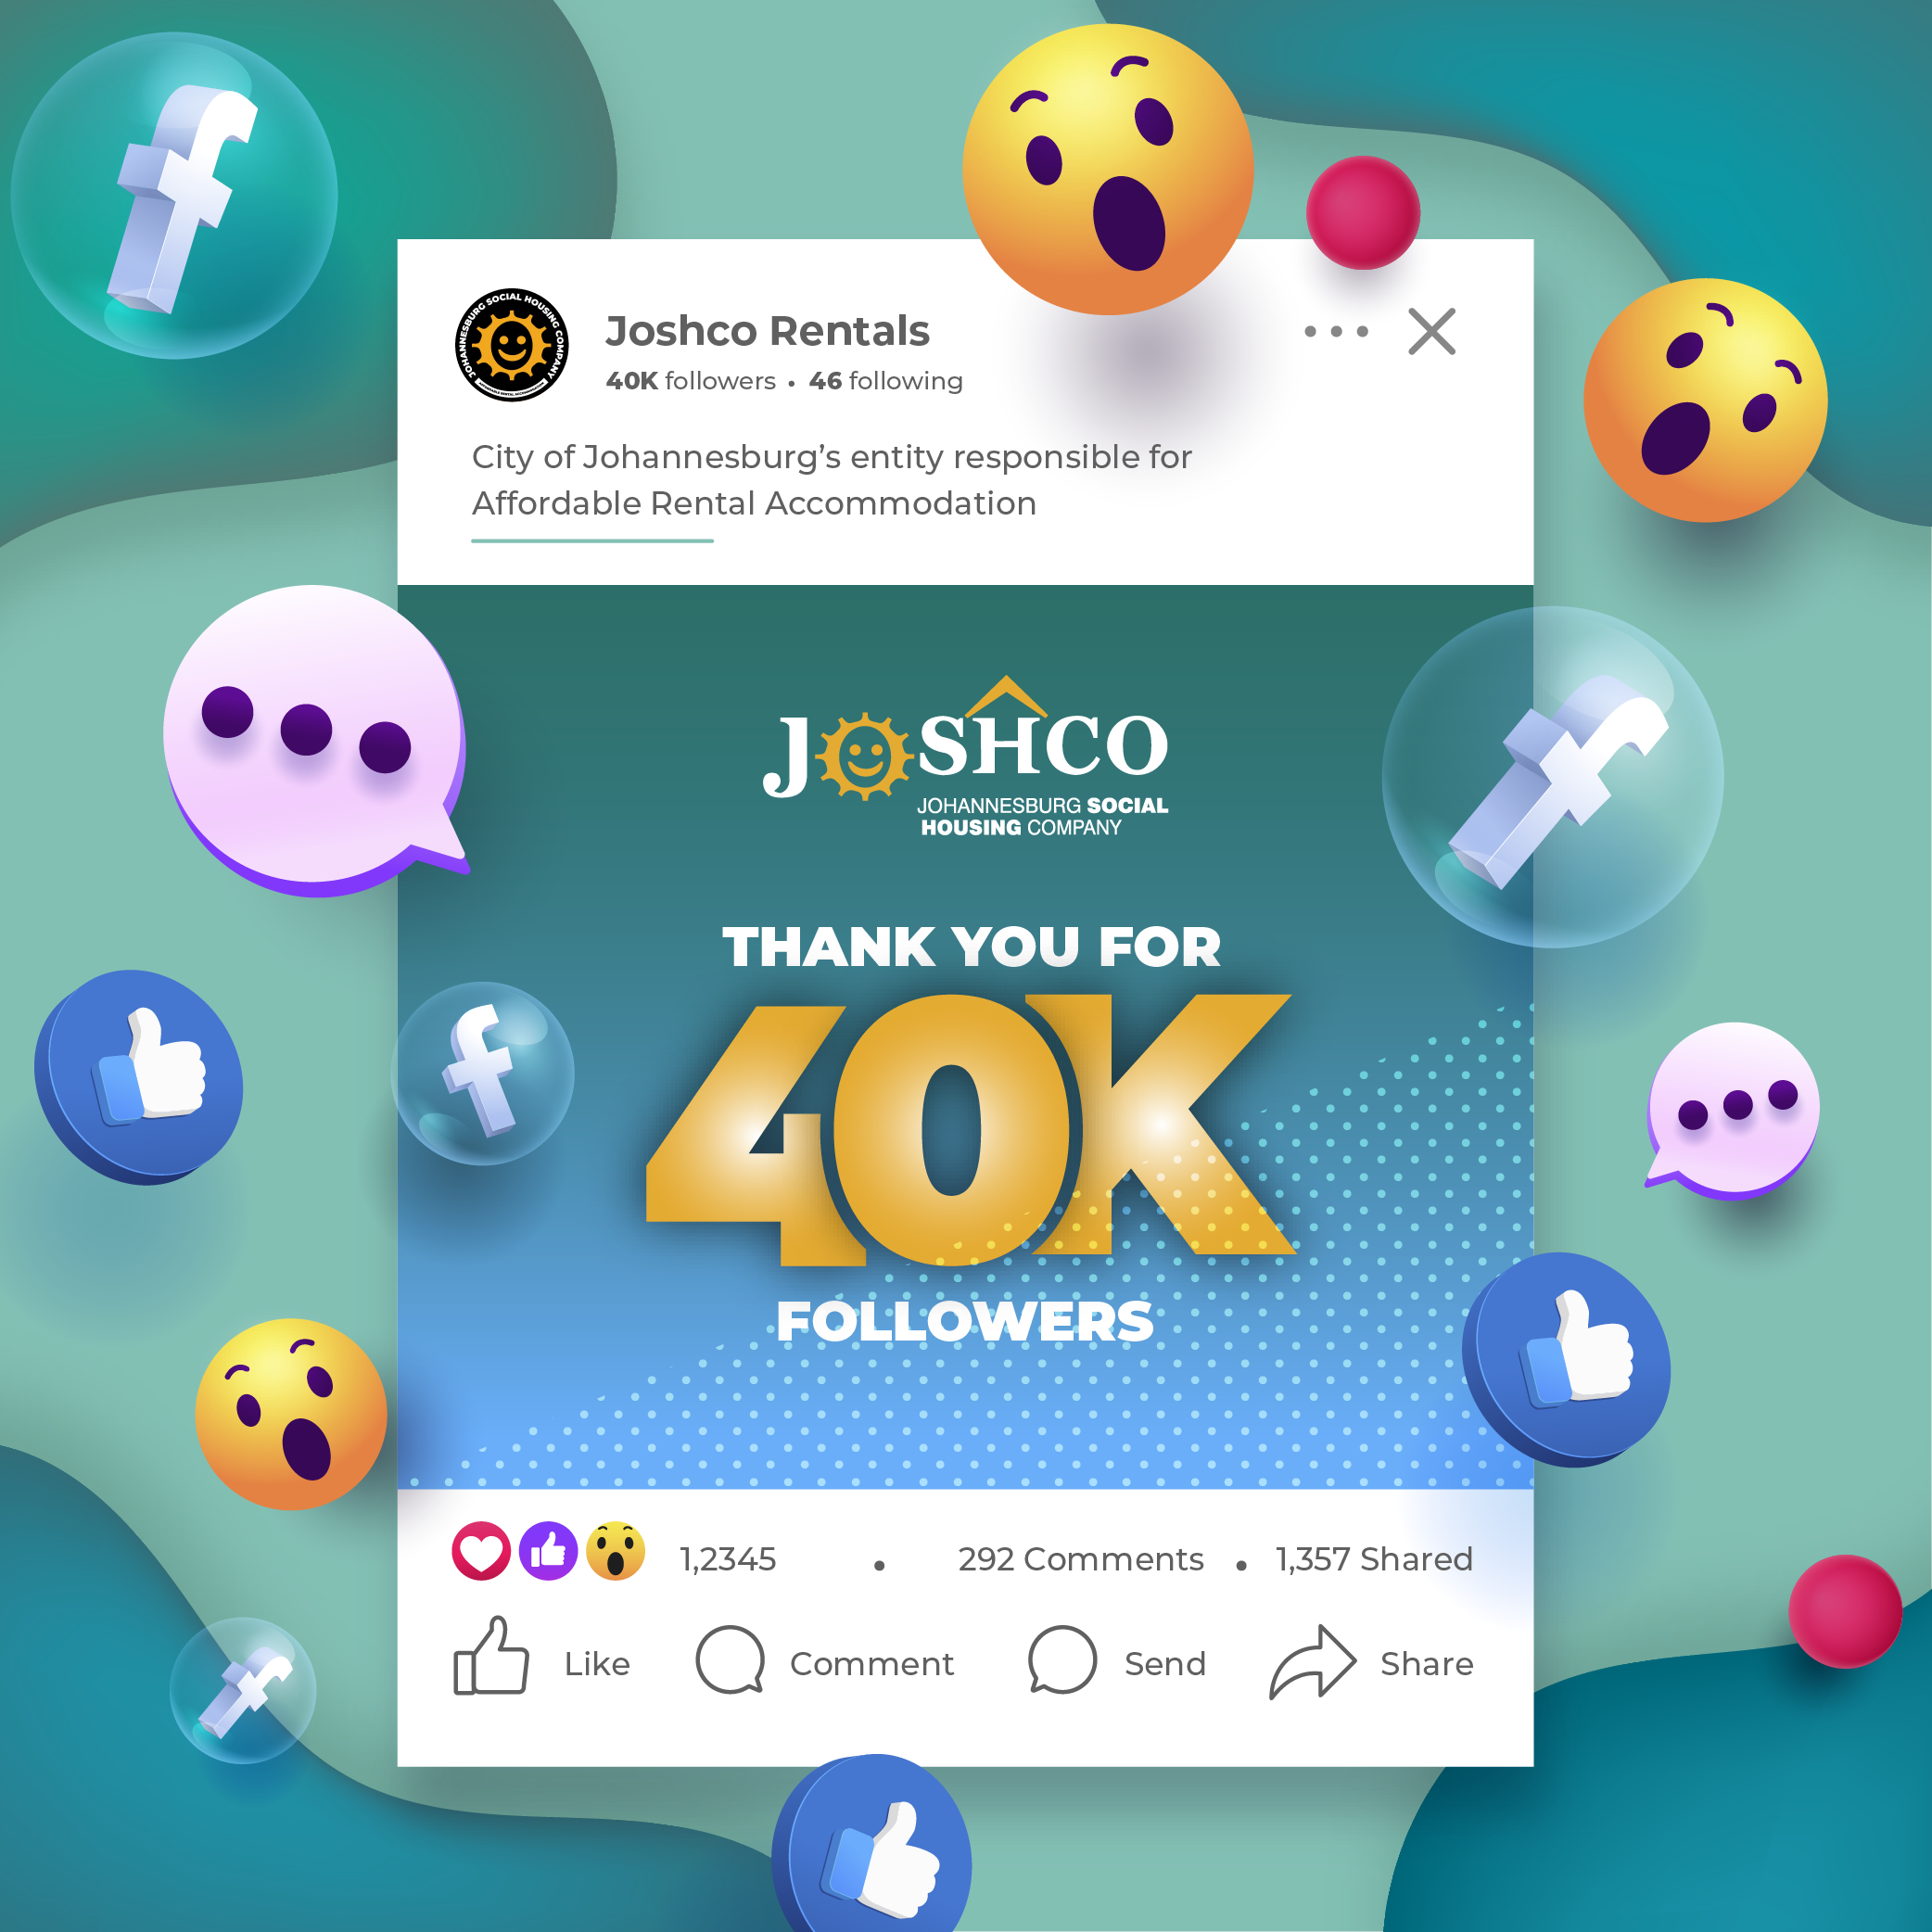 JOHANNESBURG SOCIAL HOUSING COMPANY
Joshco Rentals
40K followers • 46 following
City of Johannesburg’s entity responsible for
Affordable Rental Accommodation
JOSHCO
JOHANNESBURG SOCIAL
HOUSING COMPANY
THANK YOU FOR
40K
FOLLOWERS
1,2345 • 292 Comments • 1,357 Shared
Like Comment Send Share